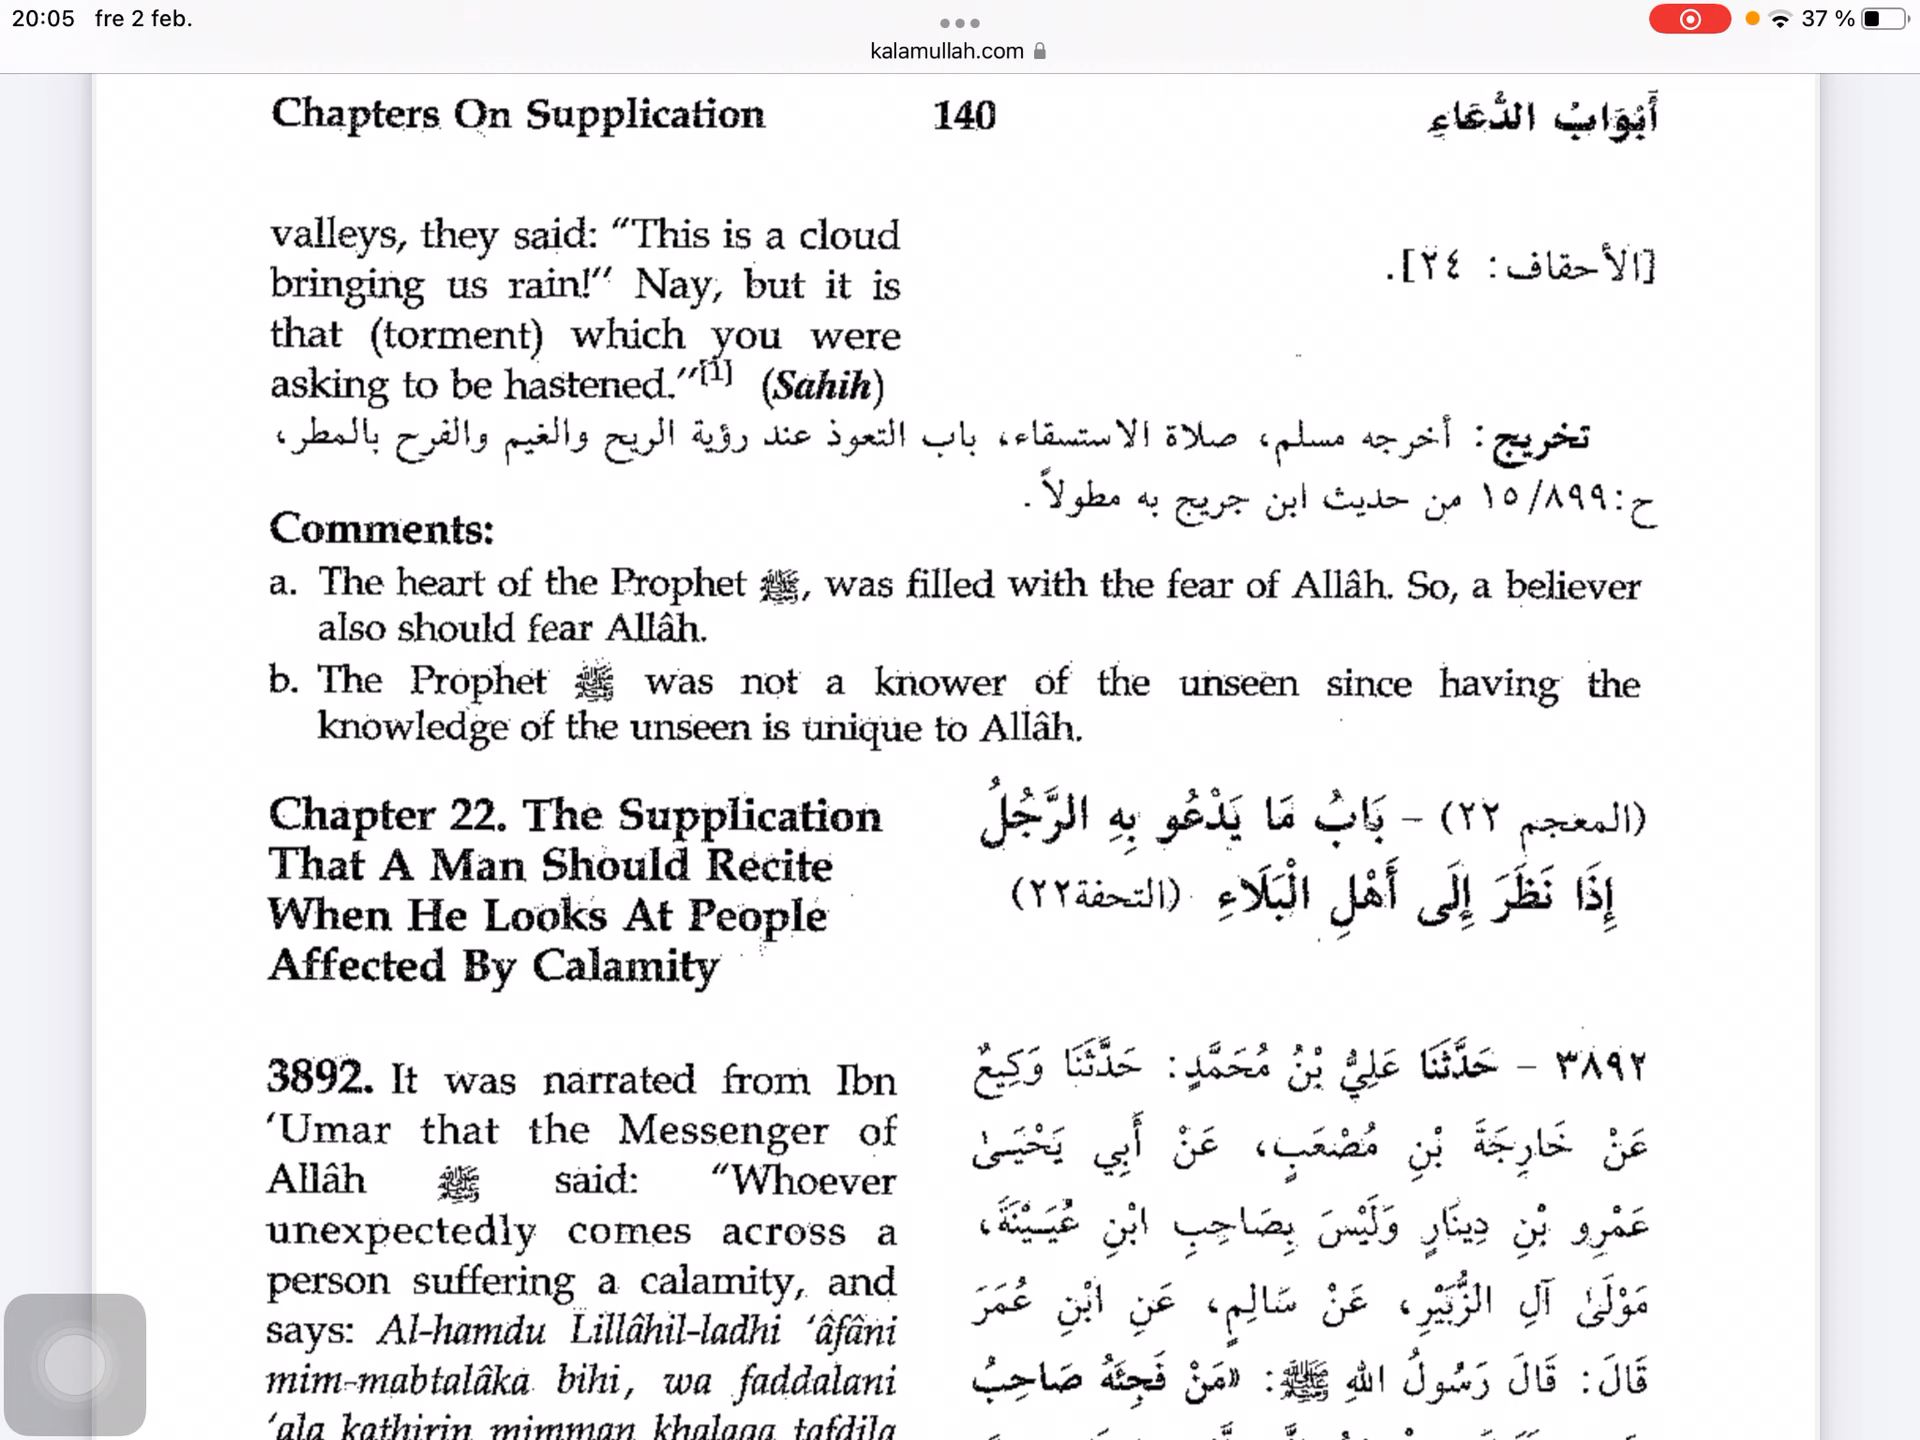 20:05 fre 2 feb.
37 %
kalamullah.com
Chapters On Supplication 140 أَبْوَابُ الدُّعَاءِ
valleys, they said: “This is a cloud
bringing us rain!” Nay, but it is
that (torment) which you were
asking to be hastened.”[1] (Sahih)
[الأحقاف: ٢٤].
تخريج: أخرجه مسلم، صلاة الاستسقاء، باب التعوذ عند رؤية الريح والغيم والفرح بالمطر،
ح:١٥/٨٩٩ من حديث ابن جريج به مطولاً.
Comments:
a. The heart of the Prophet ﷺ, was filled with the fear of Allâh. So, a believer
also should fear Allâh.
b. The Prophet ﷺ was not a knower of the unseen since having the
knowledge of the unseen is unique to Allâh.
Chapter 22. The Supplication
That A Man Should Recite
When He Looks At People
Affected By Calamity
(المعجم ٢٢) - بَابُ مَا يَدْعُو بِهِ الرَّجُلُ
إِذَا نَظَرَ إِلَى أَهْلِ الْبَلَاءِ (التحفة٢٢)
3892. It was narrated from Ibn
‘Umar that the Messenger of
Allâh ﷺ said: “Whoever
unexpectedly comes across a
person suffering a calamity, and
says: Al-hamdu Lillâhil-ladhi ‘âfâni
mim-mabtalâka bihi, wa faddalani
‘ala kathirin mimman khalaqa tafdila
٣٨٩٢ - حَدَّثَنَا عَلِيُّ بْنُ مُحَمَّدٍ: حَدَّثَنَا وَكِيعٌ
عَنْ خَارِجَةَ بْنِ مُصْعَبٍ، عَنْ أَبِي يَحْيَىٰ
عَمْرِو بْنِ دِينَارٍ وَلَيْسَ بِصَاحِبِ ابْنِ عُيَيْنَةَ،
مَوْلَىٰ آلِ الزُّبَيْرِ، عَنْ سَالِمٍ، عَنِ ابْنِ عُمَرَ
قَالَ: قَالَ رَسُولُ اللهِ ﷺ: «مَنْ فَجِئَهُ صَاحِبُ